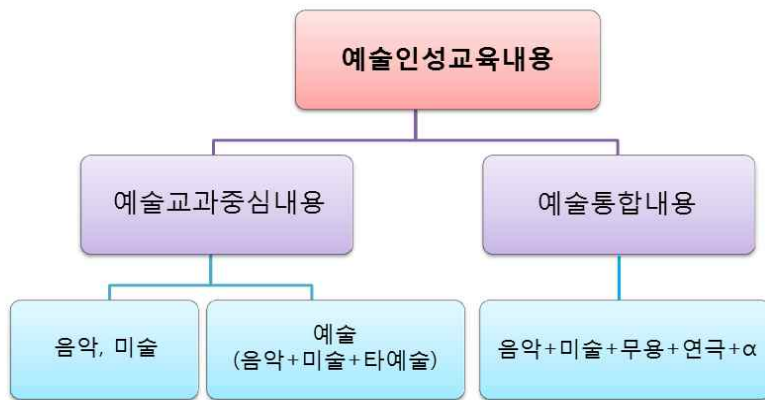 예술인성교육내용
예술교과중심내용
예술통합내용
음악, 미술
예술
(음악+미술+타예술)
음악+미술+무용+연극+α